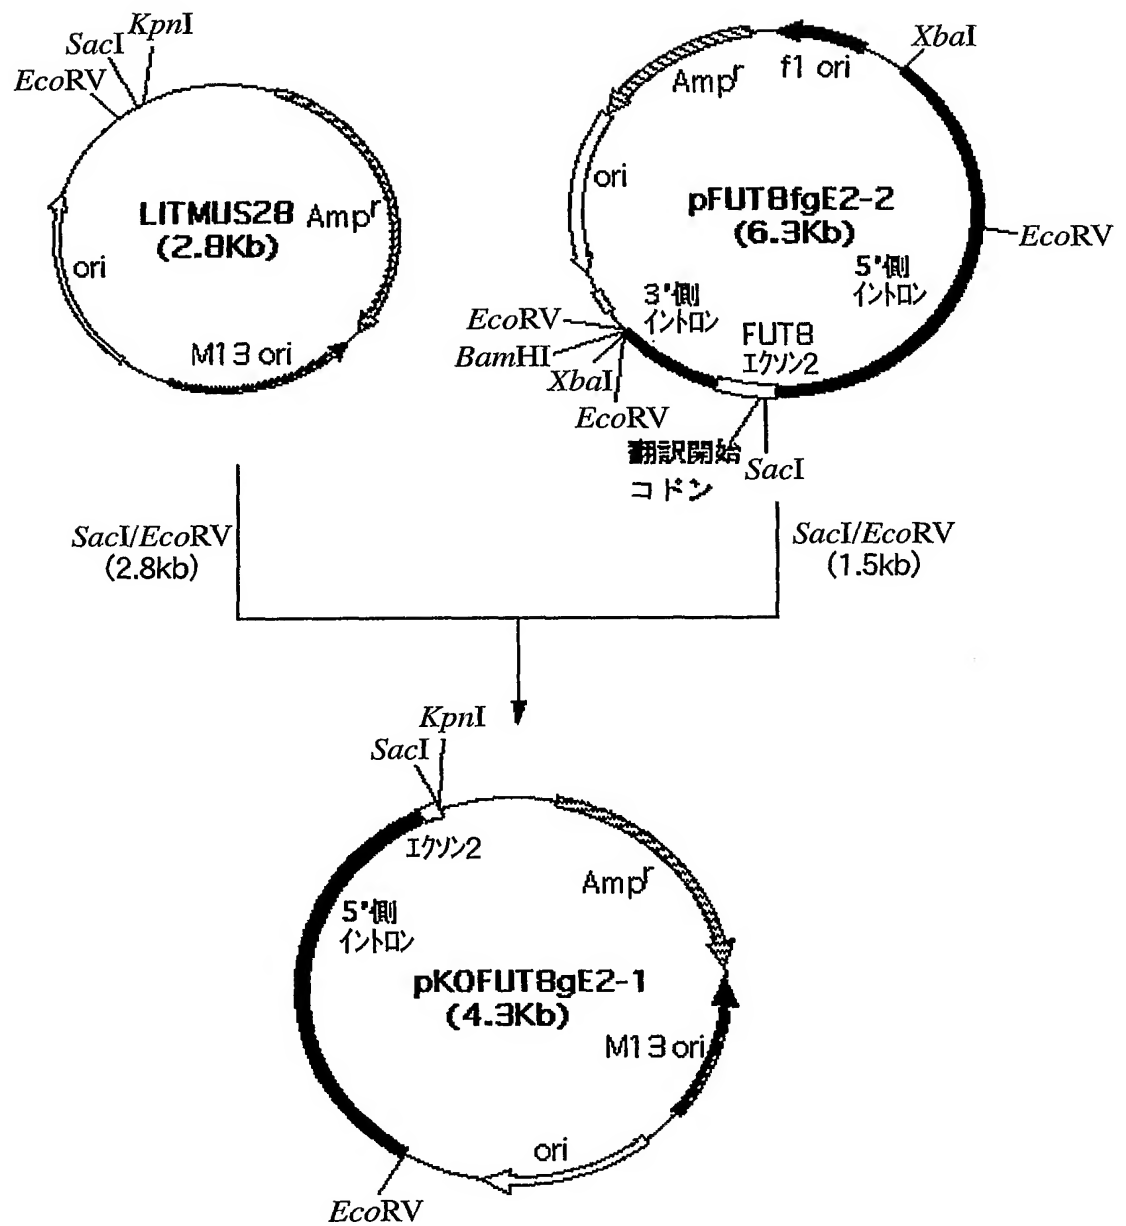 KpnI
SacI
EcoRV
LITMUS28
(2.8Kb)
Ampr
ori
M13 ori
XbaI
f1 ori
Ampr
ori
pFUT8fgE2-2
(6.3Kb)
EcoRV
5'側
イントロン
3'側
イントロン
FUT8
エクソン2
EcoRV
BamHI
XbaI
EcoRV
翻訳開始
コドン
SacI
SacI/EcoRV
(2.8kb)
SacI/EcoRV
(1.5kb)
KpnI
SacI
エクソン2
Ampr
5'側
イントロン
pKOFUT8gE2-1
(4.3Kb)
M13 ori
ori
EcoRV